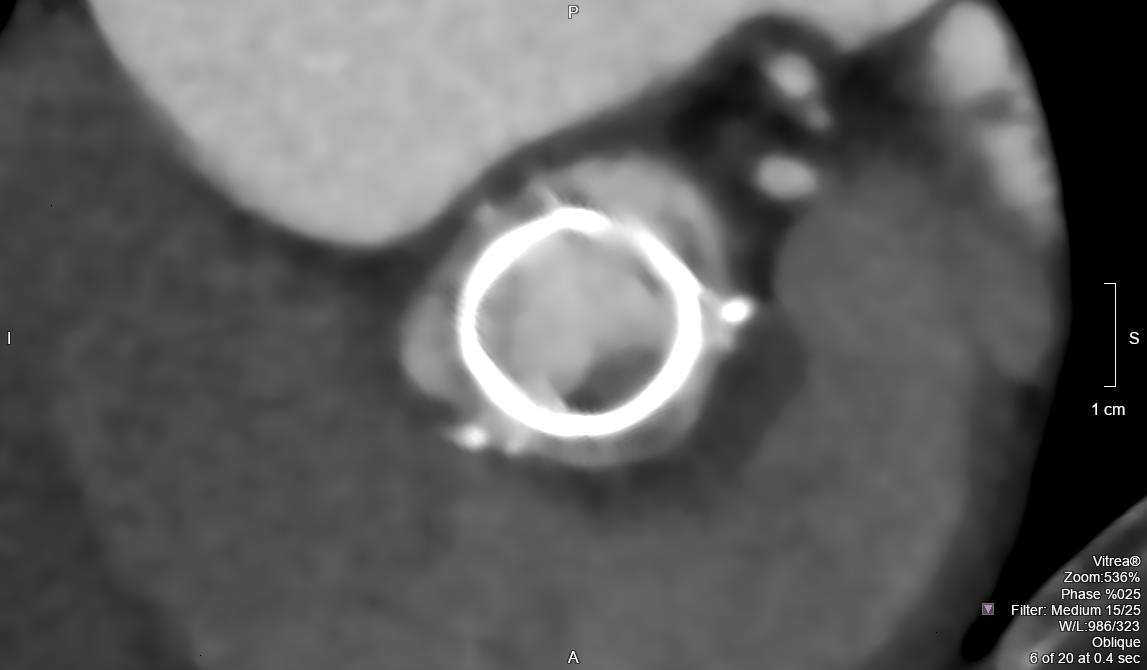 P
I
S
1 cm
Vitrea®
Zoom:536%
Phase %025
Filter: Medium 15/25
W/L:986/323
Oblique
6 of 20 at 0.4 sec
A